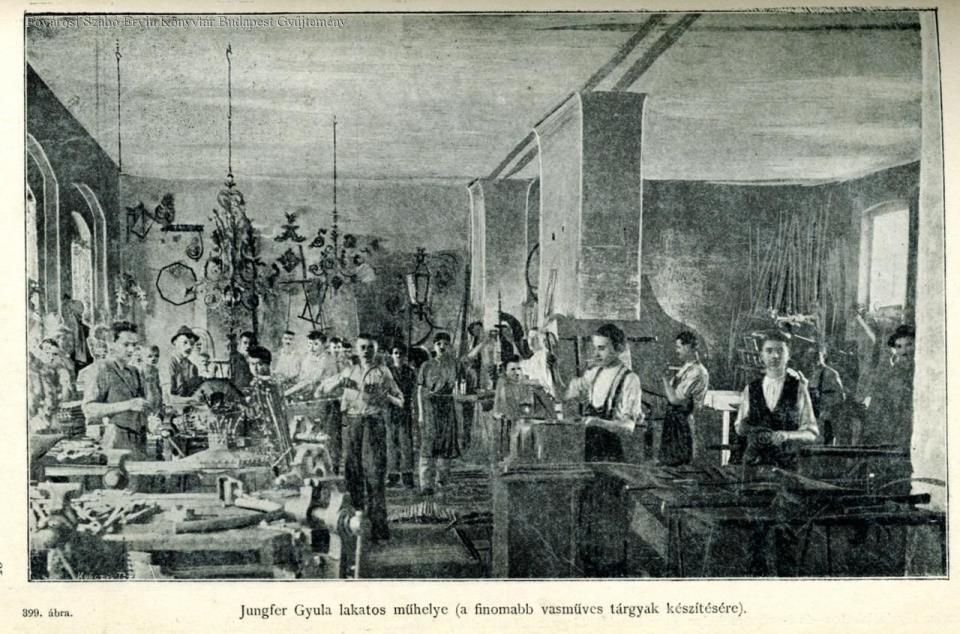 Fővárosi Szabó Ervin Könyvtár Budapest Gyűjtemény
399. ábra.
Jungfer Gyula lakatos műhelye (a finomabb vasműves tárgyak készítésére).